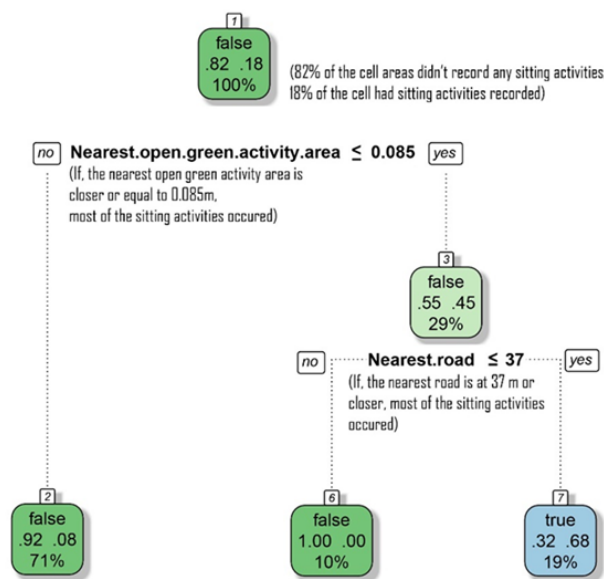 1
false
.82 .18
100%
(82% of the cell areas didn't record any sitting activities
18% of the cell had sitting activities recorded)
no Nearest.open.green.activity.area ≤ 0.085 yes
(If, the nearest open green activity area is
closer or equal to 0.085m,
most of the sitting activities occured)
3
false
.55 .45
29%
no Nearest.road ≤ 37 yes
(If, the nearest road is at 37 m or
closer, most of the sitting activities
occured)
2
false
.92 .08
71%
6
false
1.00 .00
10%
7
true
.32 .68
19%